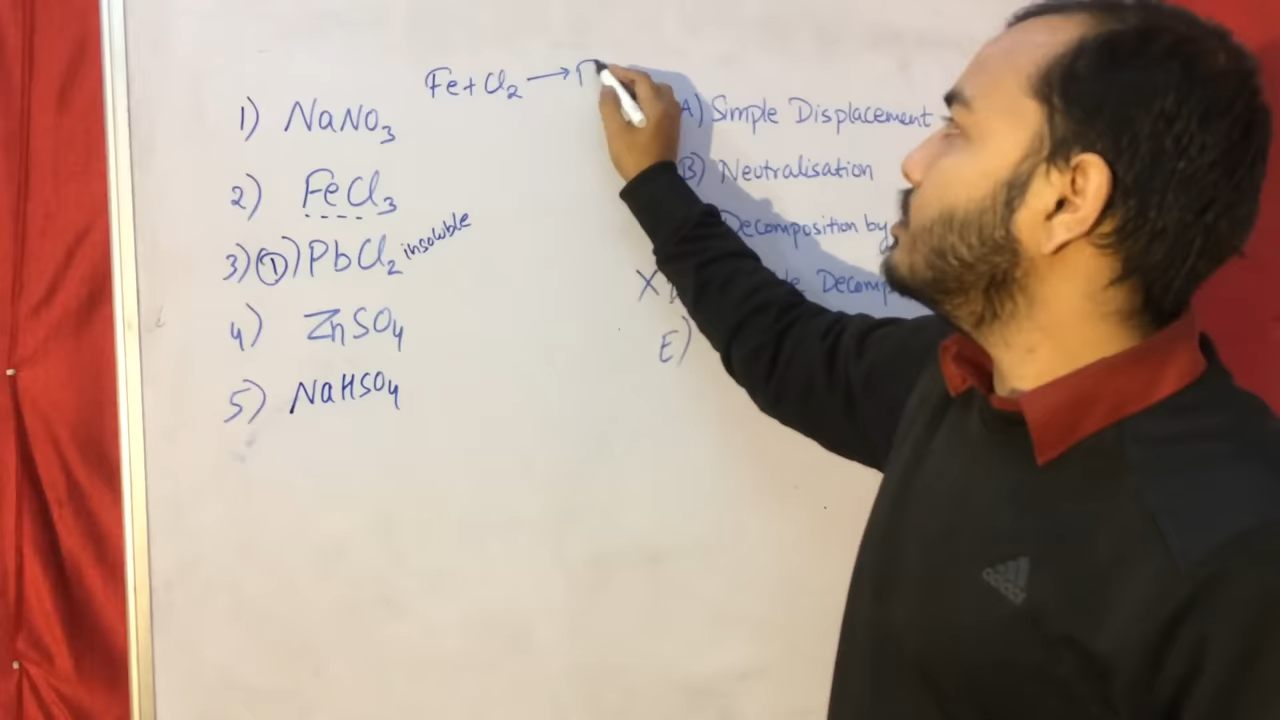 Fe + Cl2 → F
1) NaNO3
2) FeCl3
3) (1)) PbCl2 insoluble
4) ZnSO4
5) NaHSO4
A) Simple Displacement
B) Neutralisation
Decomposition by
X
E)
adidas